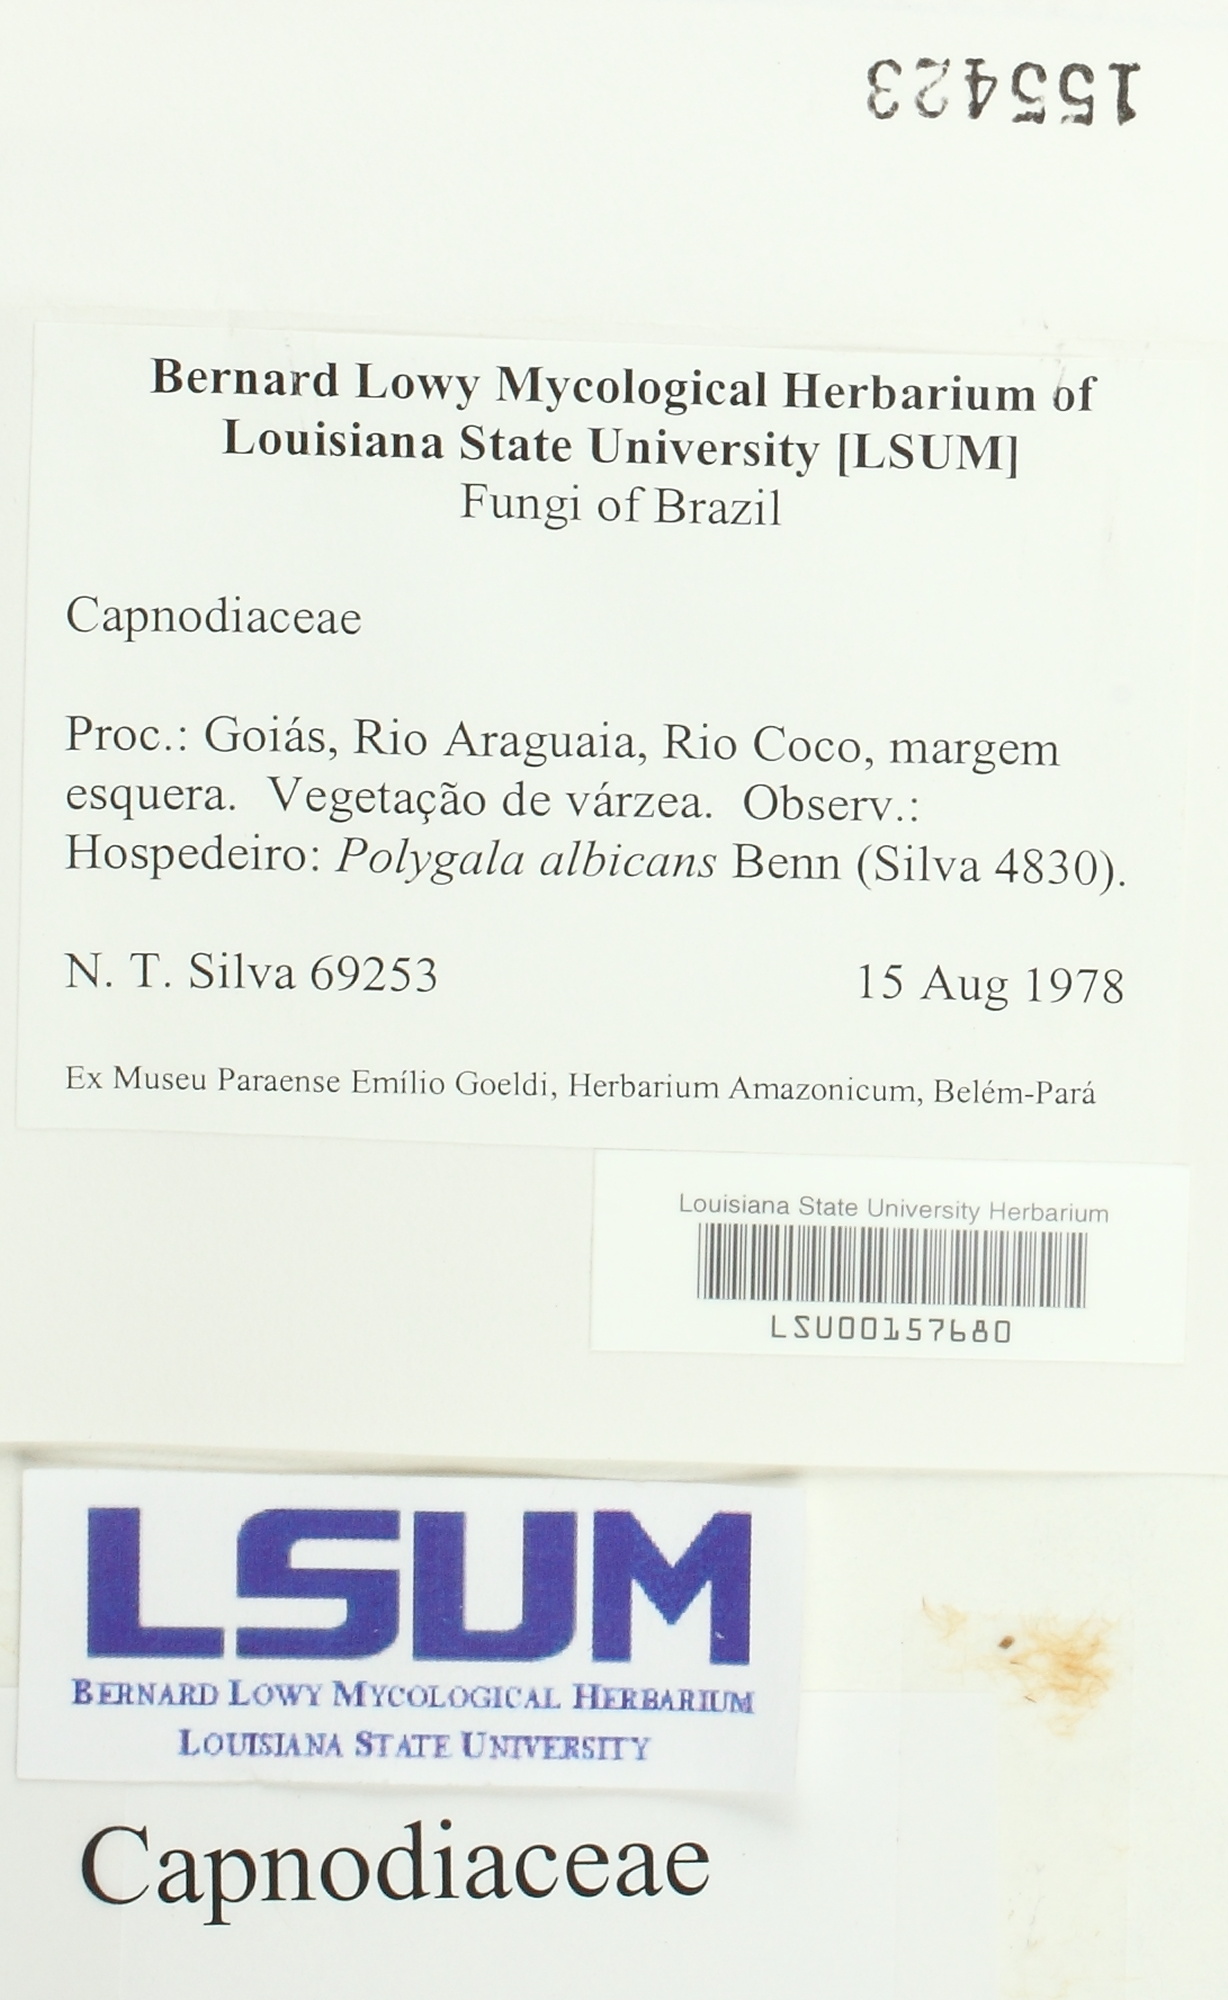 155423
Bernard Lowy Mycological Herbarium of
Louisiana State University [LSUM]
Fungi of Brazil
Capnodiaceae
Proc.: Goiás, Rio Araguaia, Rio Coco, margem
esquera. Vegetação de várzea. Observ.:
Hospedeiro: Polygala albicans Benn (Silva 4830).
N. T. Silva 69253 15 Aug 1978
Ex Museu Paraense Emílio Goeldi, Herbarium Amazonicum, Belém-Pará
Louisiana State University Herbarium
LSU00157680
LSUM
BERNARD LOWY MYCOLOGICAL HERBARIUM
LOUISIANA STATE UNIVERSITY
Capnodiaceae